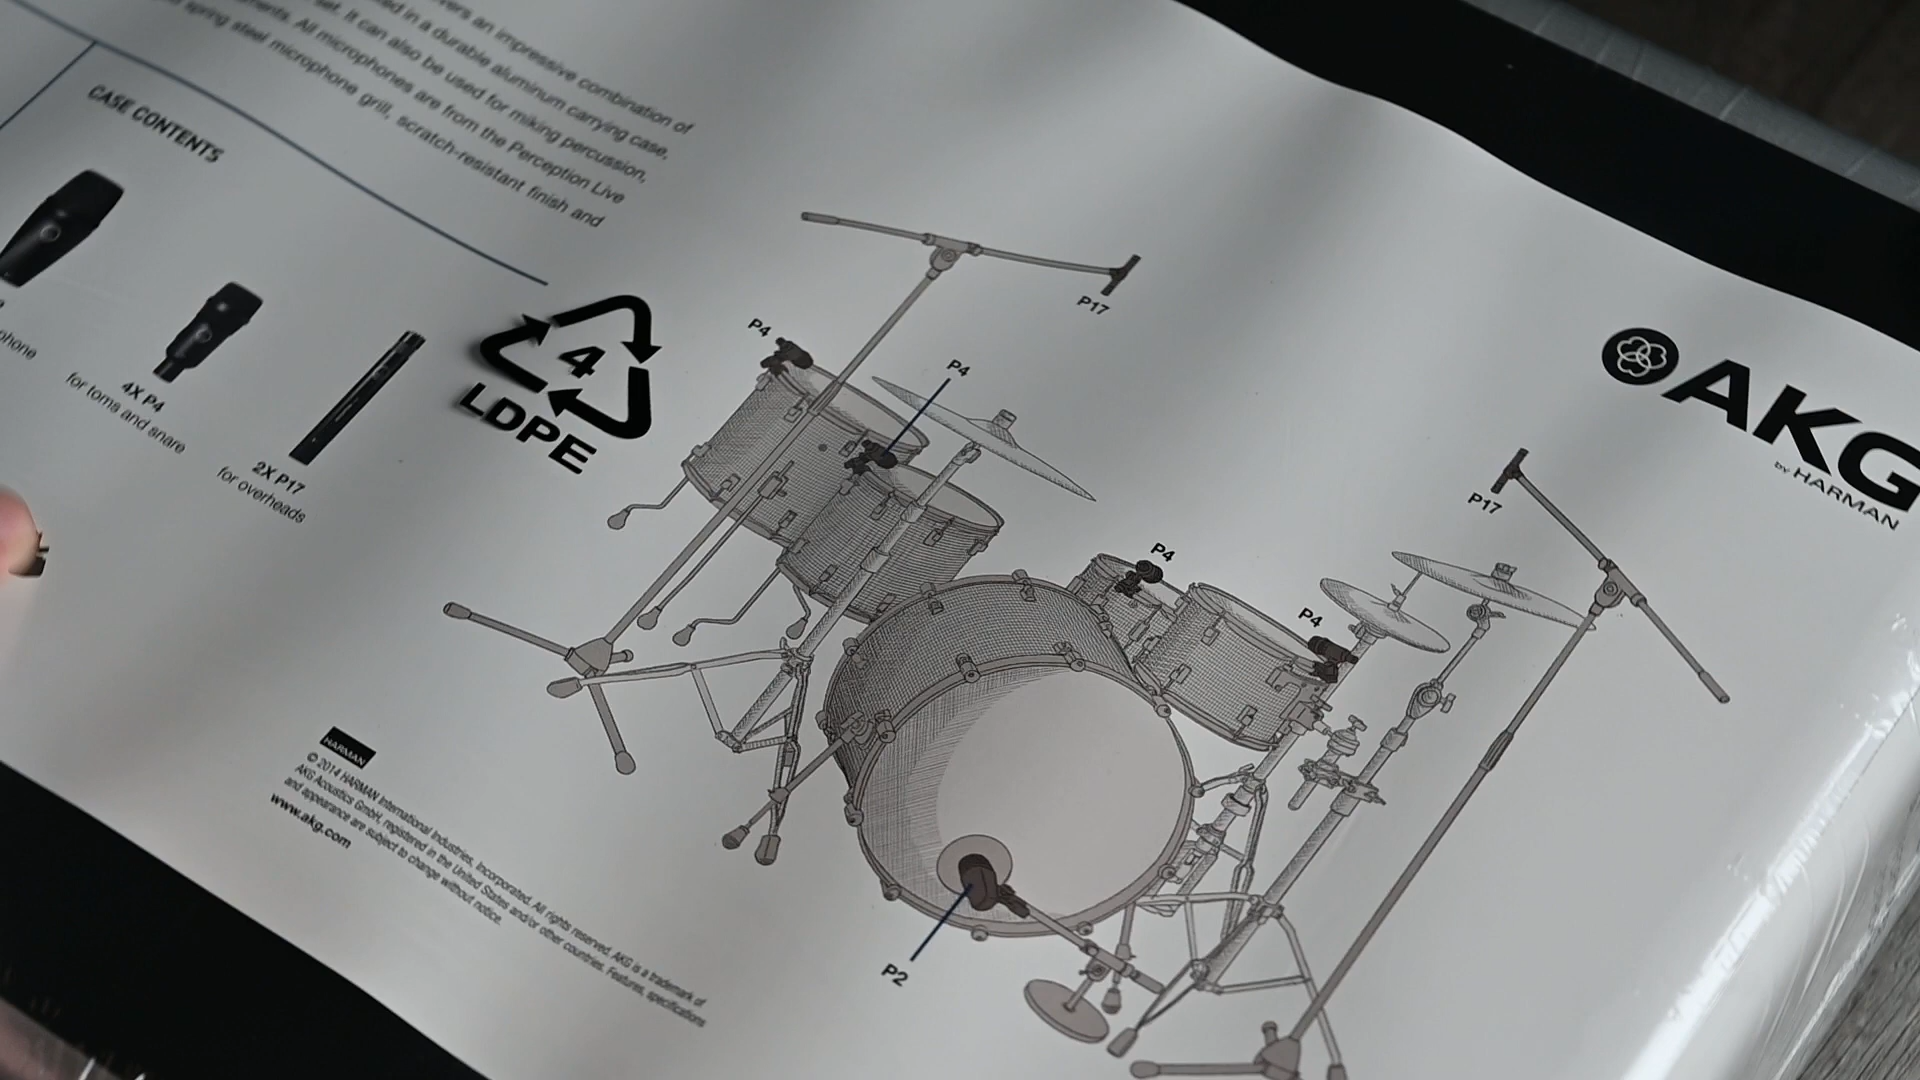 an impressive combination of
in a durable aluminum carrying case,
set. It can also be used for miking percussion,
All microphones are from the Perception Live
spring steel microphone grill, scratch-resistant finish and
CASE CONTENTS
4X P4
for toms and snare
2X P17
for overheads
4
LDPE
P17
P4
P4
P4
P4
P17
P2
AKG
BY HARMAN
HARMAN
© 2014 HARMAN International Industries, Incorporated. All rights reserved. AKG is a trademark of
AKG Acoustics GmbH, registered in the United States and/or other countries. Features, specifications
and appearance are subject to change without notice.
www.akg.com